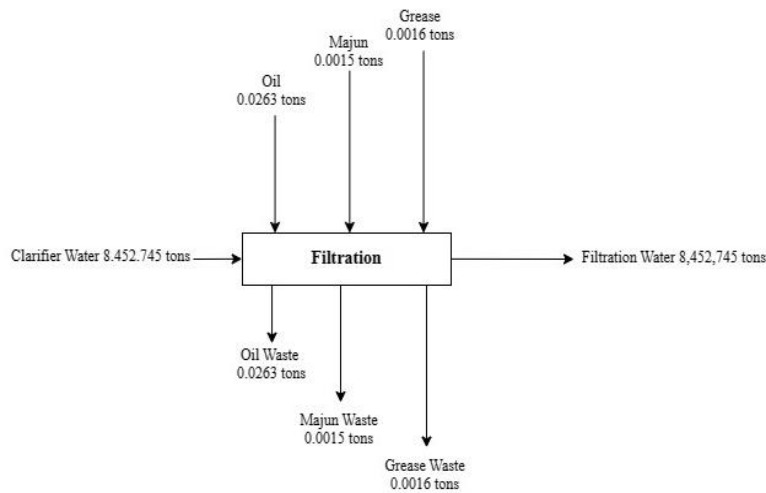 Grease
0.0016 tons
Majun
0.0015 tons
Oil
0.0263 tons
Clarifier Water 8.452.745 tons
Filtration
Filtration Water 8,452,745 tons
Oil Waste
0.0263 tons
Majun Waste
0.0015 tons
Grease Waste
0.0016 tons